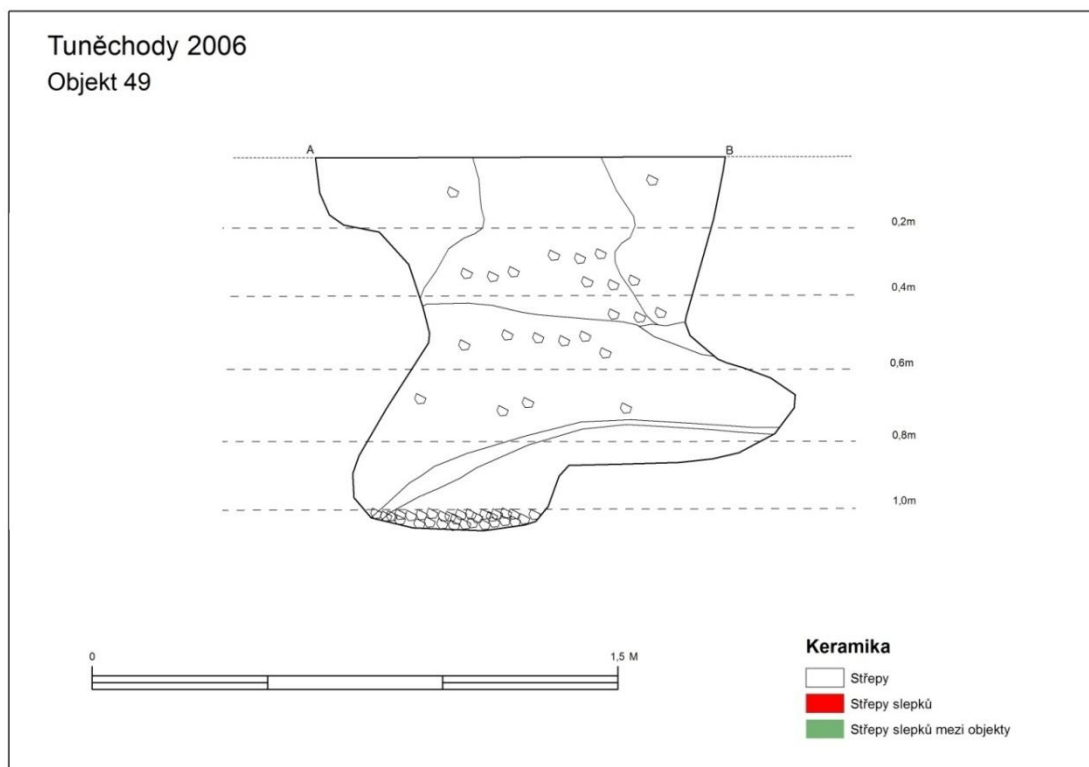 Tuněchody 2006
Objekt 49
A
B
0,2m
0,4m
0,6m
0,8m
1,0m
0
1,5 M
Keramika
Střepy
Střepy slepků
Střepy slepků mezi objekty